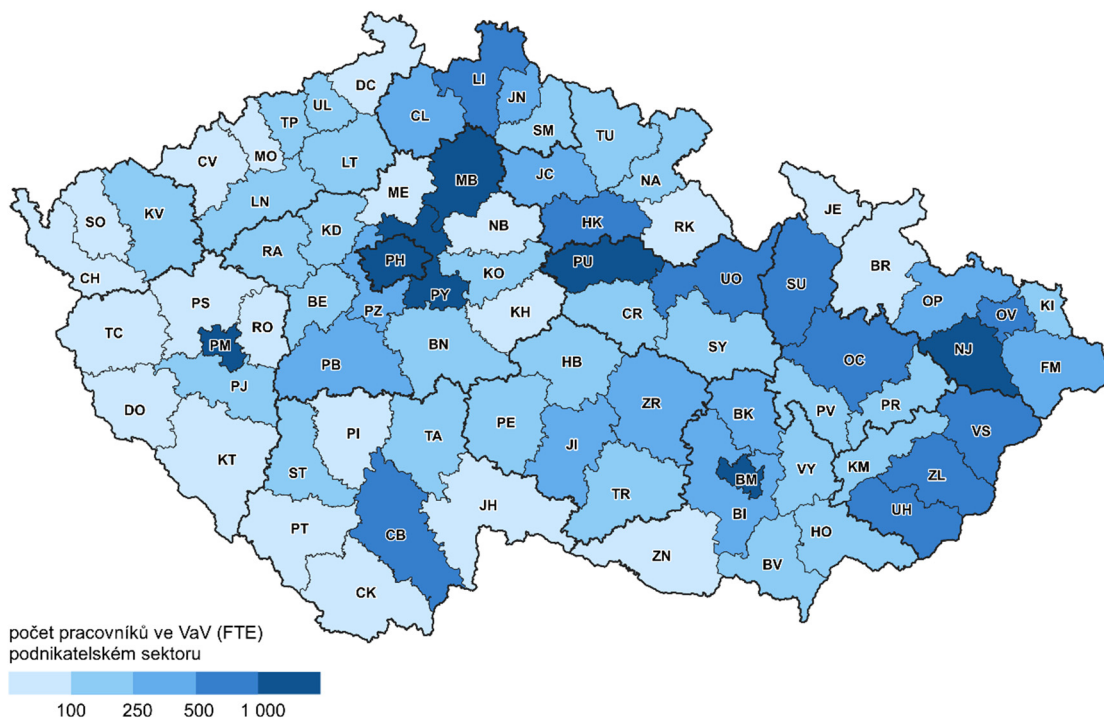 DC
LI
UL
JN
CL
TP
SM
TU
MO
LT
CV
JC
MB
NA
ME
LN
SO
KV
HK
JE
NB
RK
KD
RA
BR
PH
KO
PU
CH
PY
UO
SU
PS
BE
OP
KI
PZ
KH
CR
OV
TC
RO
PM
BN
SY
NJ
OC
HB
PB
FM
PJ
ZR
PR
DO
BK
PV
PE
PI
TA
VS
JI
KT
ST
VY
KM
BM
ZL
TR
JH
UH
BI
PT
CB
HO
ZN
BV
CK
počet pracovníků ve VaV (FTE)
podnikatelském sektoru
100 250 500 1 000